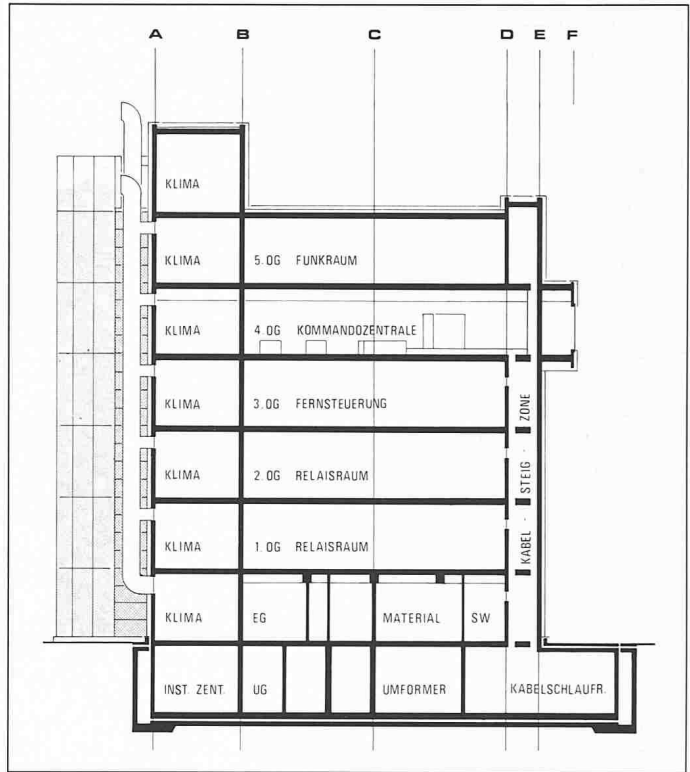 A B C D E F
KLIMA
KLIMA 5. OG FUNKRAUM
KLIMA 4. OG KOMMANDOZENTRALE
KLIMA 3. OG FERNSTEUERUNG
KLIMA 2. OG RELAISRAUM
KLIMA 1. OG RELAISRAUM
KABEL · STEIG · ZONE
KLIMA EG MATERIAL SW
INST. ZENT. UG UMFORMER KABELSCHLAUFR.